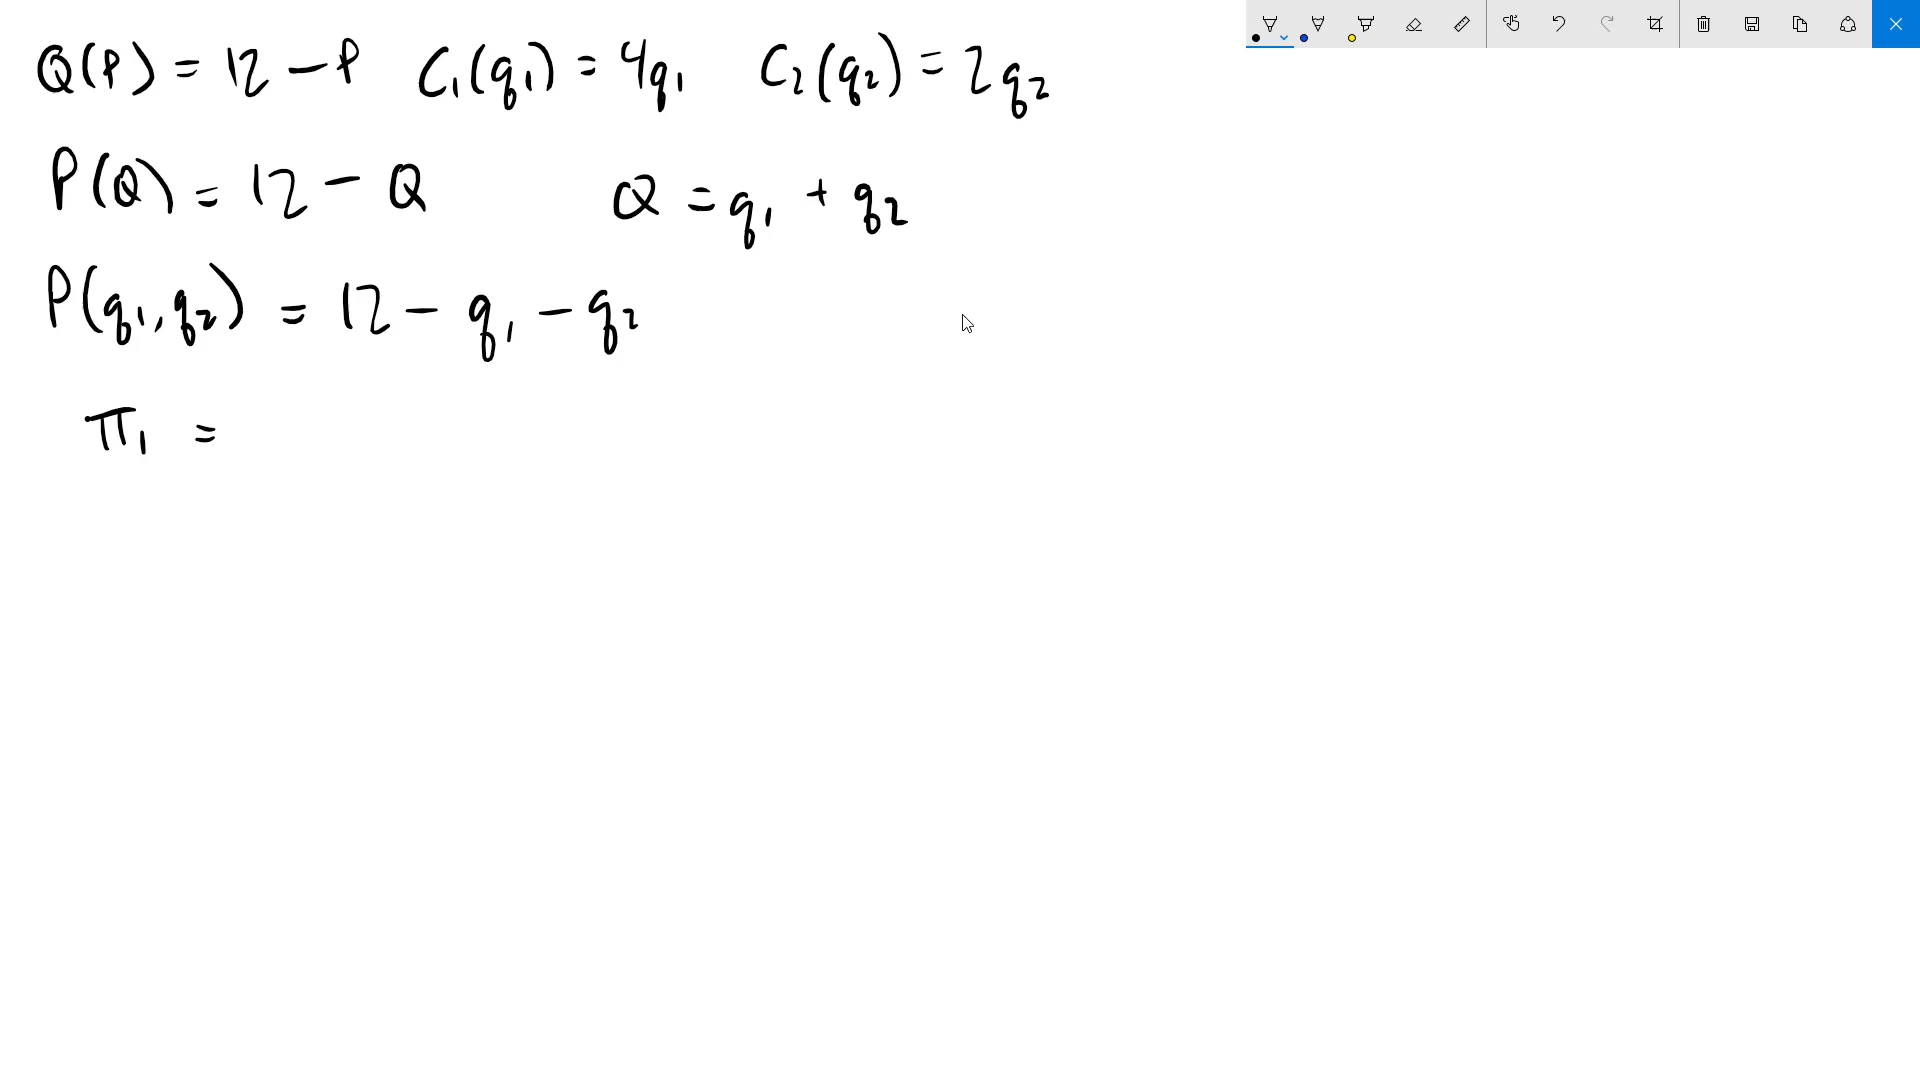 Q(P) = 12 − P   C₁(q₁) = 4q₁   C₂(q₂) = 2q₂
P(Q) = 12 − Q   Q = q₁ + q₂
P(q₁,q₂) = 12 − q₁ − q₂
π₁ =